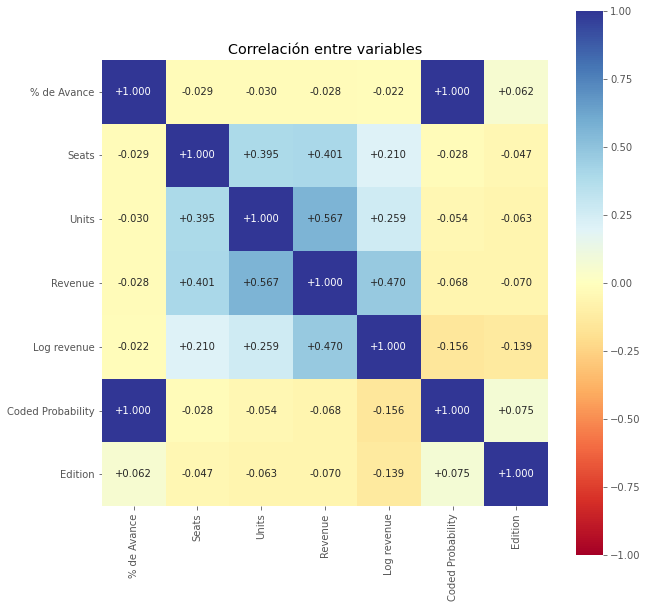 Correlación entre variables
% de Avance +1.000 -0.029 -0.030 -0.028 -0.022 +1.000 +0.062
Seats -0.029 +1.000 +0.395 +0.401 +0.210 -0.028 -0.047
Units -0.030 +0.395 +1.000 +0.567 +0.259 -0.054 -0.063
Revenue -0.028 +0.401 +0.567 +1.000 +0.470 -0.068 -0.070
Log revenue -0.022 +0.210 +0.259 +0.470 +1.000 -0.156 -0.139
Coded Probability +1.000 -0.028 -0.054 -0.068 -0.156 +1.000 +0.075
Edition +0.062 -0.047 -0.063 -0.070 -0.139 +0.075 +1.000
% de Avance
Seats
Units
Revenue
Log revenue
Coded Probability
Edition
1.00
0.75
0.50
0.25
0.00
−0.25
−0.50
−0.75
−1.00